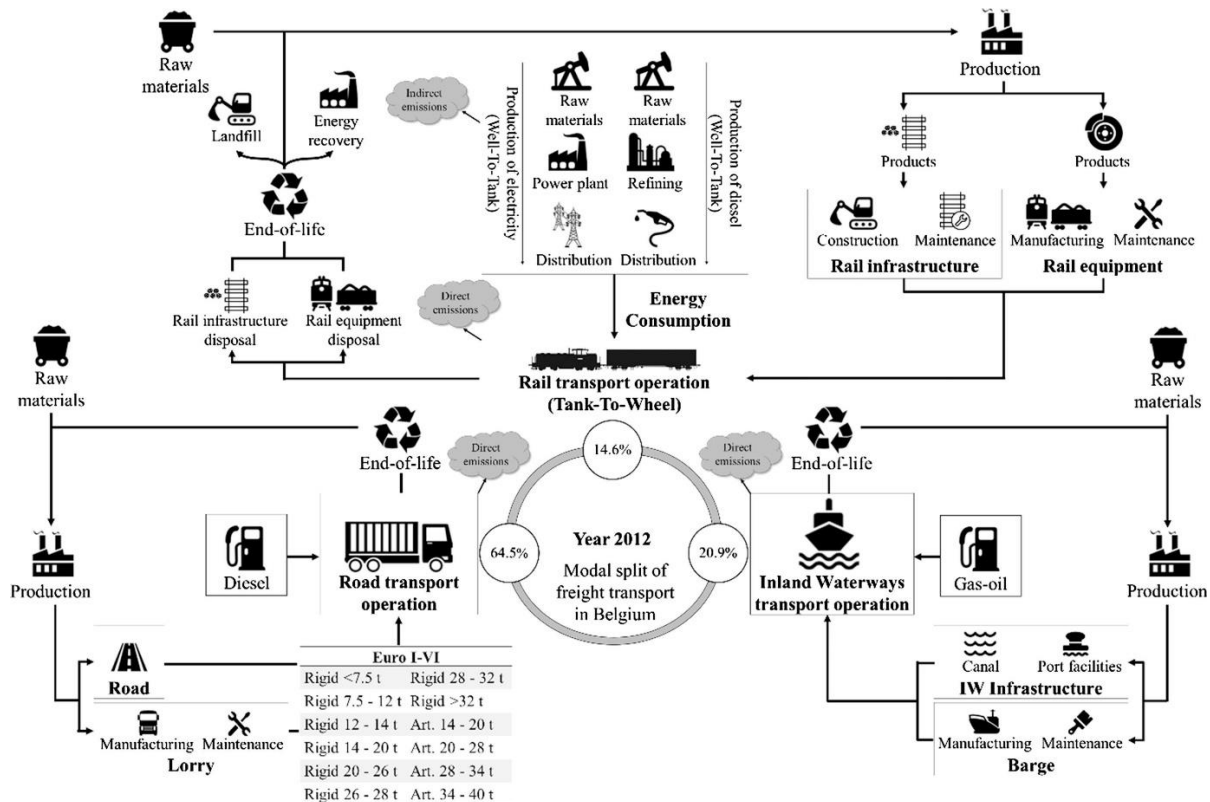 Raw
materials
Landfill
Energy
recovery
Indirect
emissions
Production of electricity
(Well-To-Tank)
Raw
materials
Raw
materials
Power plant
Refining
Distribution
Distribution
Production of diesel
(Well-To-Tank)
Production
Products
Products
Construction
Maintenance
Rail infrastructure
Manufacturing
Maintenance
Rail equipment
End-of-life
Rail infrastructure
disposal
Rail equipment
disposal
Direct
emissions
Energy
Consumption
Rail transport operation
(Tank-To-Wheel)
Raw
materials
End-of-life
Direct
emissions
14.6%
Direct
emissions
End-of-life
Raw
materials
Production
Diesel
Road transport
operation
64.5%
Year 2012
Modal split of
freight transport
in Belgium
20.9%
Inland Waterways
transport operation
Gas-oil
Production
Road
Manufacturing
Maintenance
Lorry
Euro I-VI
Rigid <7.5 t Rigid 28 - 32 t
Rigid 7.5 - 12 t Rigid >32 t
Rigid 12 - 14 t Art. 14 - 20 t
Rigid 14 - 20 t Art. 20 - 28 t
Rigid 20 - 26 t Art. 28 - 34 t
Rigid 26 - 28 t Art. 34 - 40 t
Canal
Port facilities
IW Infrastructure
Manufacturing
Maintenance
Barge